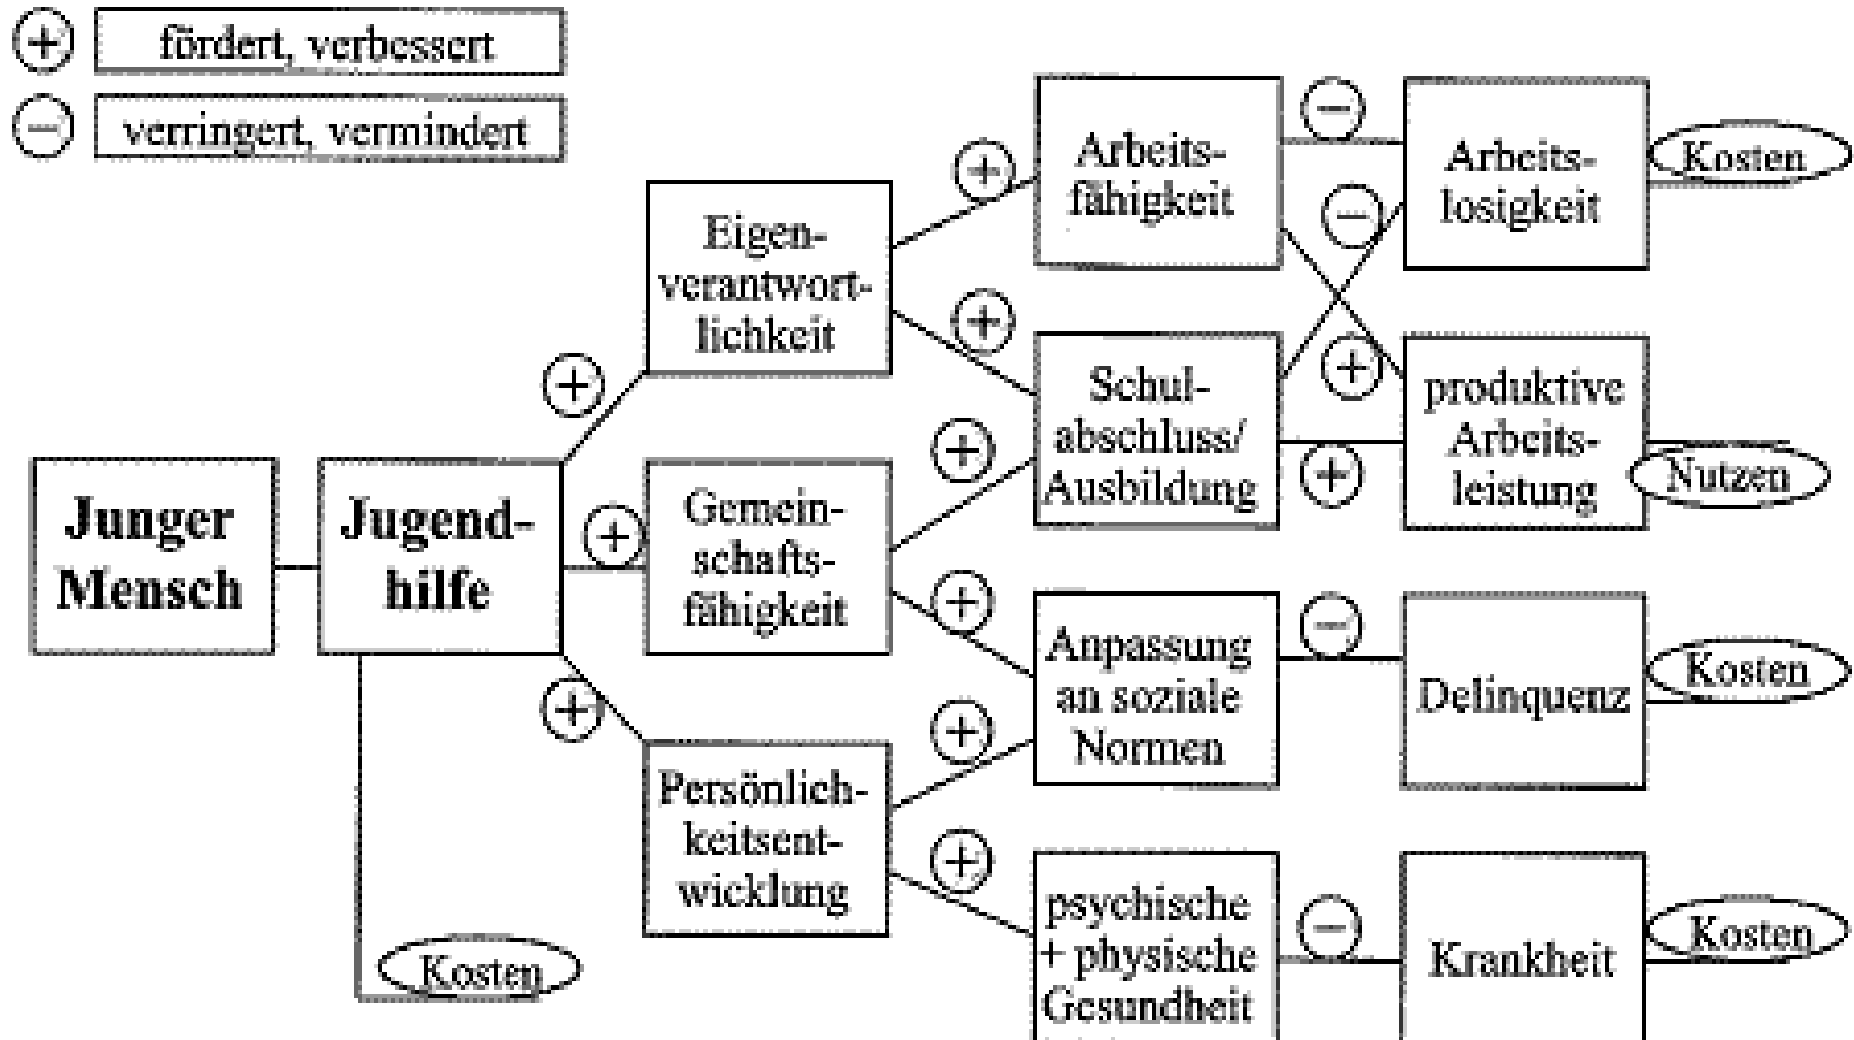 + fördert, verbessert
− verringert, vermindert
Junger
Mensch
Jugend-
hilfe
Kosten
Eigen-
verantwort-
lichkeit
Gemein-
schafts-
fähigkeit
Persönlich-
keitsent-
wicklung
Arbeits-
fähigkeit
Schul-
abschluss/
Ausbildung
Anpassung
an soziale
Normen
psychische
+ physische
Gesundheit
Arbeits-
losigkeit
Kosten
produktive
Arbeits-
leistung
Nutzen
Delinquenz
Kosten
Krankheit
Kosten
+
+
+
+
+
+
+
+
+
−
−
+
+
−
−